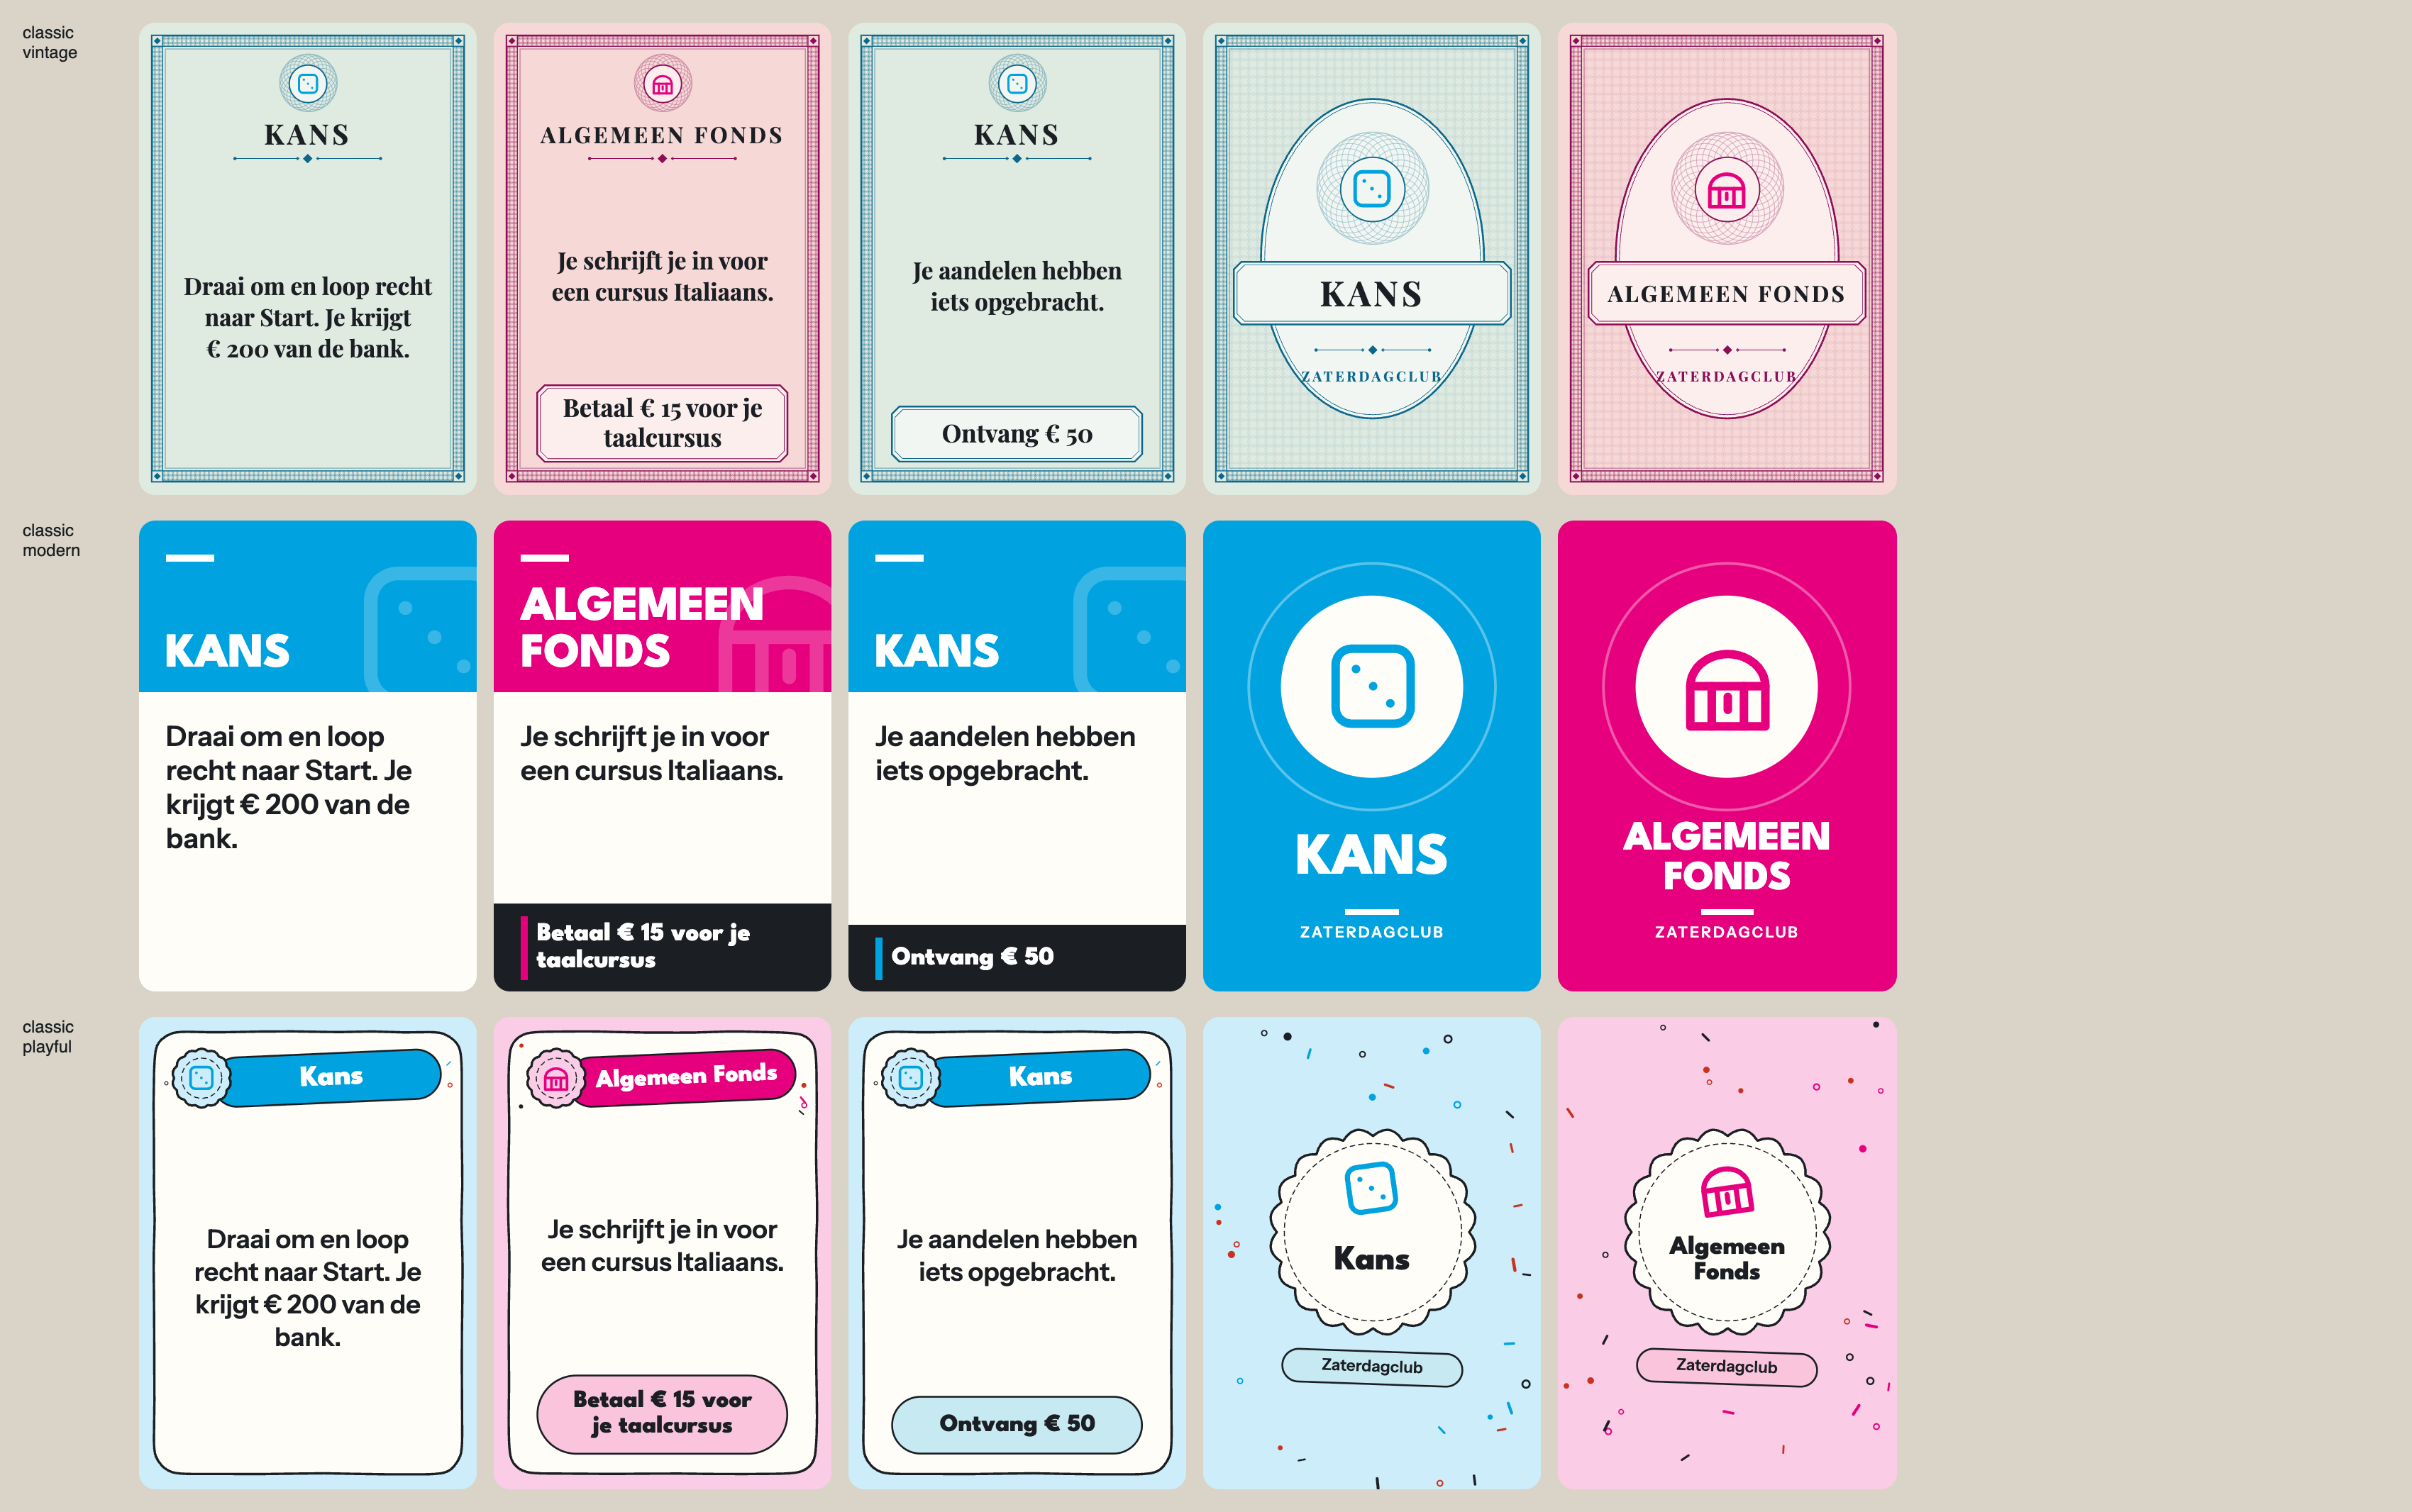 classic
vintage
KANS
Draai om en loop recht
naar Start. Je krijgt
€ 200 van de bank.
ALGEMEEN FONDS
Je schrijft je in voor
een cursus Italiaans.
Betaal € 15 voor je
taalcursus
KANS
Je aandelen hebben
iets opgebracht.
Ontvang € 50
KANS
ZATERDAGCLUB
ALGEMEEN FONDS
ZATERDAGCLUB
classic
modern
KANS
Draai om en loop
recht naar Start. Je
krijgt € 200 van de
bank.
ALGEMEEN
FONDS
Je schrijft je in voor
een cursus Italiaans.
Betaal € 15 voor je
taalcursus
KANS
Je aandelen hebben
iets opgebracht.
Ontvang € 50
KANS
ZATERDAGCLUB
ALGEMEEN
FONDS
ZATERDAGCLUB
classic
playful
Kans
Draai om en loop
recht naar Start. Je
krijgt € 200 van de
bank.
Algemeen Fonds
Je schrijft je in voor
een cursus Italiaans.
Betaal € 15 voor
je taalcursus
Kans
Je aandelen hebben
iets opgebracht.
Ontvang € 50
Kans
Zaterdagclub
Algemeen
Fonds
Zaterdagclub